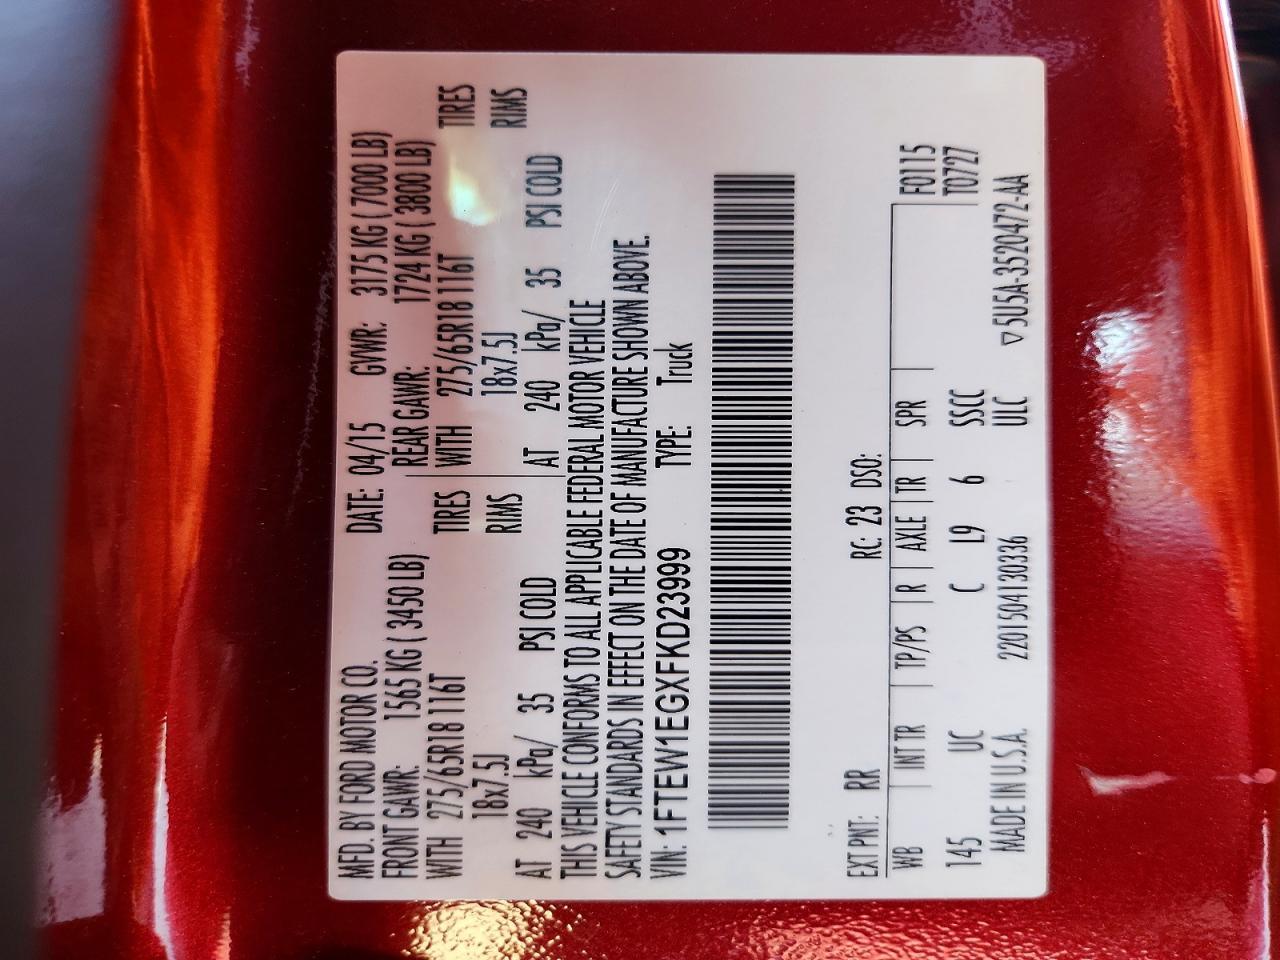 MFD. BY FORD MOTOR CO. DATE: 04/15 GVWR: 3175 KG ( 7000 LB)
FRONT GAWR: 1565 KG ( 3450 LB) REAR GAWR: 1724 KG ( 3800 LB)
WITH 275/65R18 116T TIRES WITH 275/65R18 116T TIRES
18x7.5J RIMS 18x7.5J RIMS
AT 240 kPa/ 35 PSI COLD AT 240 kPa/ 35 PSI COLD
THIS VEHICLE CONFORMS TO ALL APPLICABLE FEDERAL MOTOR VEHICLE
SAFETY STANDARDS IN EFFECT ON THE DATE OF MANUFACTURE SHOWN ABOVE.
VIN: 1FTEW1EGXFKD23999 TYPE: Truck
EXT PNT: RR RC: 23 DSO:
WB INT TR TP/PS R AXLE TR SPR F0115
T0727
145 UC C L9 6 SSCC
MADE IN U.S.A. 2201504130336 ULC ▽5U5A-3520472-AA